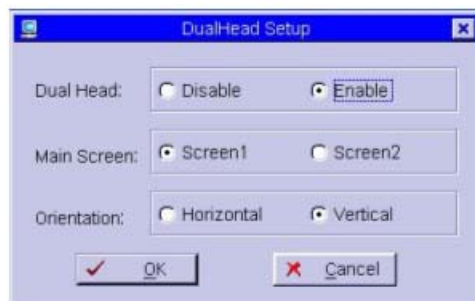 DualHead Setup
Dual Head: Disable Enable
Main Screen: Screen1 Screen2
Orientation: Horizontal Vertical
OK Cancel